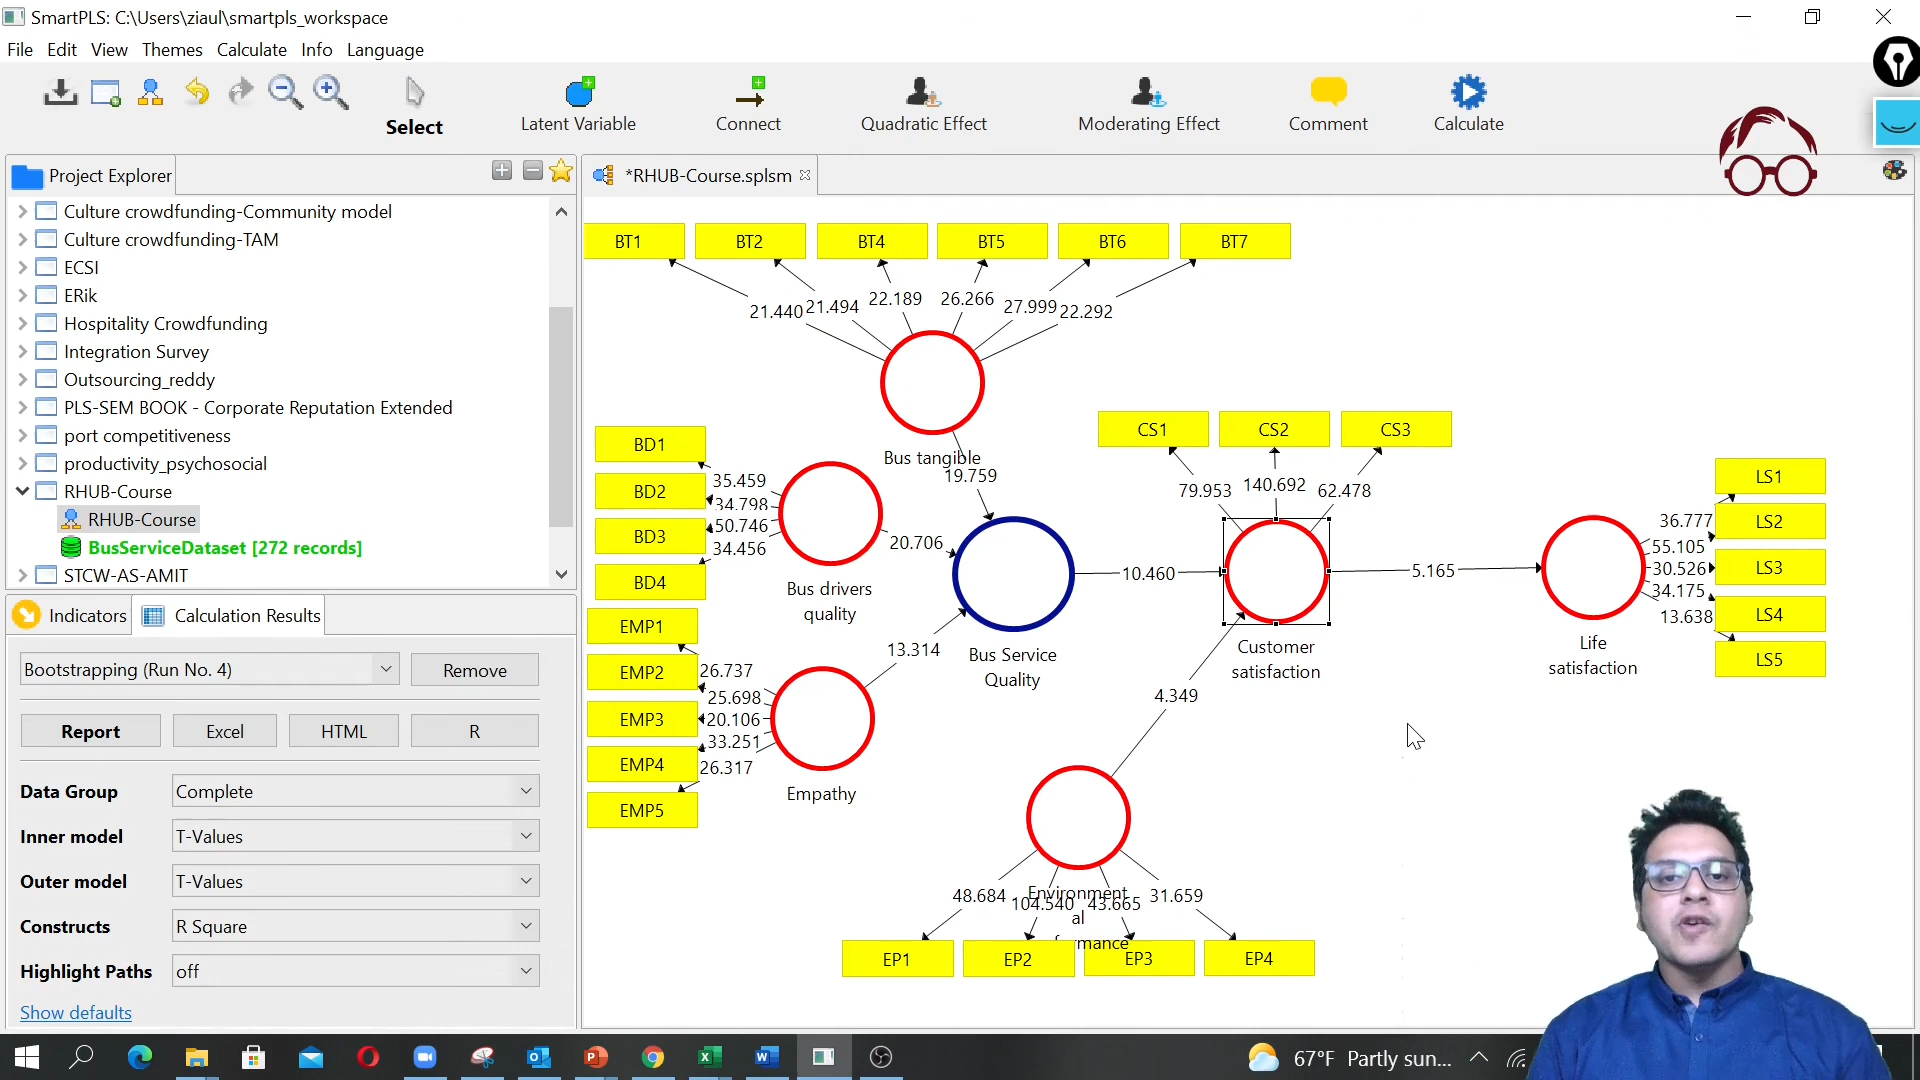 SmartPLS: C:\Users\ziaul\smartpls_workspace
File Edit View Themes Calculate Info Language
Select
Latent Variable
Connect
Quadratic Effect
Moderating Effect
Comment
Calculate
Project Explorer
*RHUB-Course.splsm
Culture crowdfunding-Community model
Culture crowdfunding-TAM
ECSI
ERik
Hospitality Crowdfunding
Integration Survey
Outsourcing_reddy
PLS-SEM BOOK - Corporate Reputation Extended
port competitiveness
productivity_psychosocial
RHUB-Course
RHUB-Course
BusServiceDataset [272 records]
STCW-AS-AMIT
Indicators
Calculation Results
Bootstrapping (Run No. 4)
Remove
Report
Excel
HTML
R
Data Group
Complete
Inner model
T-Values
Outer model
T-Values
Constructs
R Square
Highlight Paths
off
Show defaults
BT1
BT2
BT4
BT5
BT6
BT7
21.440
21.494
22.189
26.266
27.999
22.292
Bus tangible
19.759
BD1
BD2
BD3
BD4
35.459
34.798
50.746
34.456
Bus drivers
quality
20.706
EMP1
EMP2
EMP3
EMP4
EMP5
26.737
25.698
20.106
33.251
26.317
Empathy
13.314
Bus Service
Quality
10.460
CS1
CS2
CS3
79.953
140.692
62.478
Customer
satisfaction
5.165
LS1
LS2
LS3
LS4
LS5
36.777
55.105
30.526
34.175
13.638
Life
satisfaction
4.349
48.684
104.540
43.665
31.659
Environment
al
rmance
EP1
EP2
EP3
EP4
67°F Partly sun...